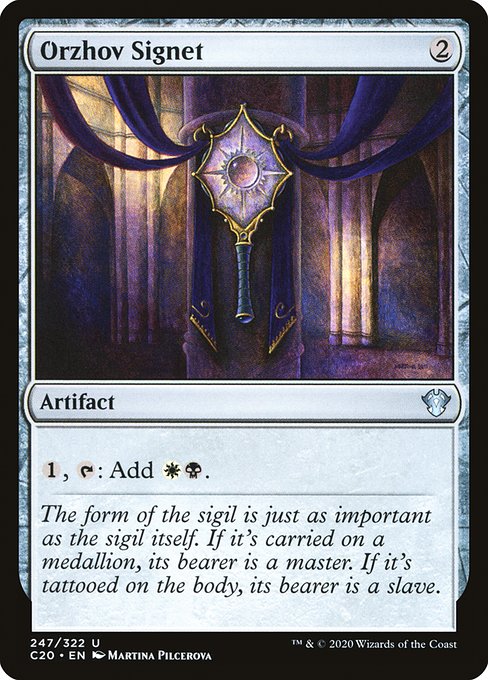 Orzhov Signet 2
Artifact
1, : Add .
The form of the sigil is just as important
as the sigil itself. If it's carried on a
medallion, its bearer is a master. If it's
tattooed on the body, its bearer is a slave.
247/322 U ™ & © 2020 Wizards of the Coast
C20 • EN Martina Pilcerova